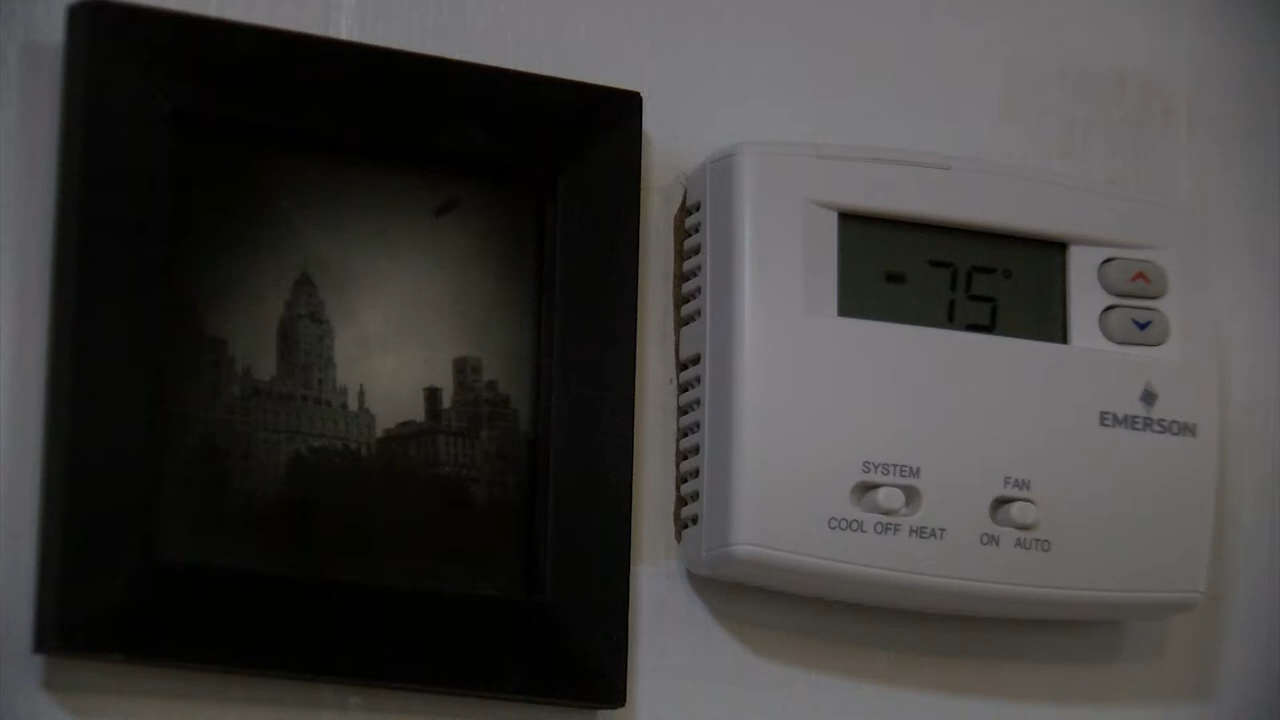 -75°
EMERSON
SYSTEM
COOL OFF HEAT
FAN
ON AUTO